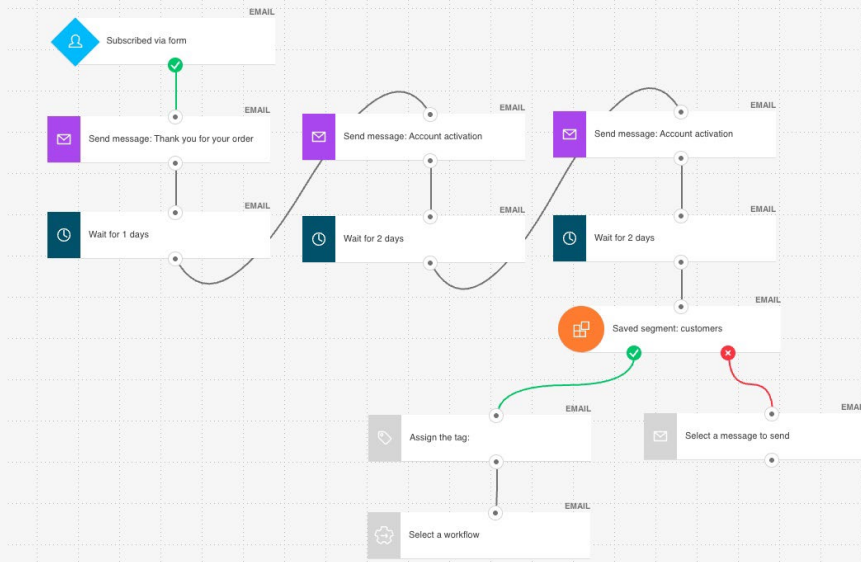 EMAIL
Subscribed via form
EMAIL
Send message: Thank you for your order
EMAIL
Wait for 1 days
EMAIL
Send message: Account activation
EMAIL
Wait for 2 days
EMAIL
Send message: Account activation
EMAIL
Wait for 2 days
EMAIL
Saved segment: customers
EMAIL
Assign the tag:
EMAIL
Select a workflow
EMAIL
Select a message to send